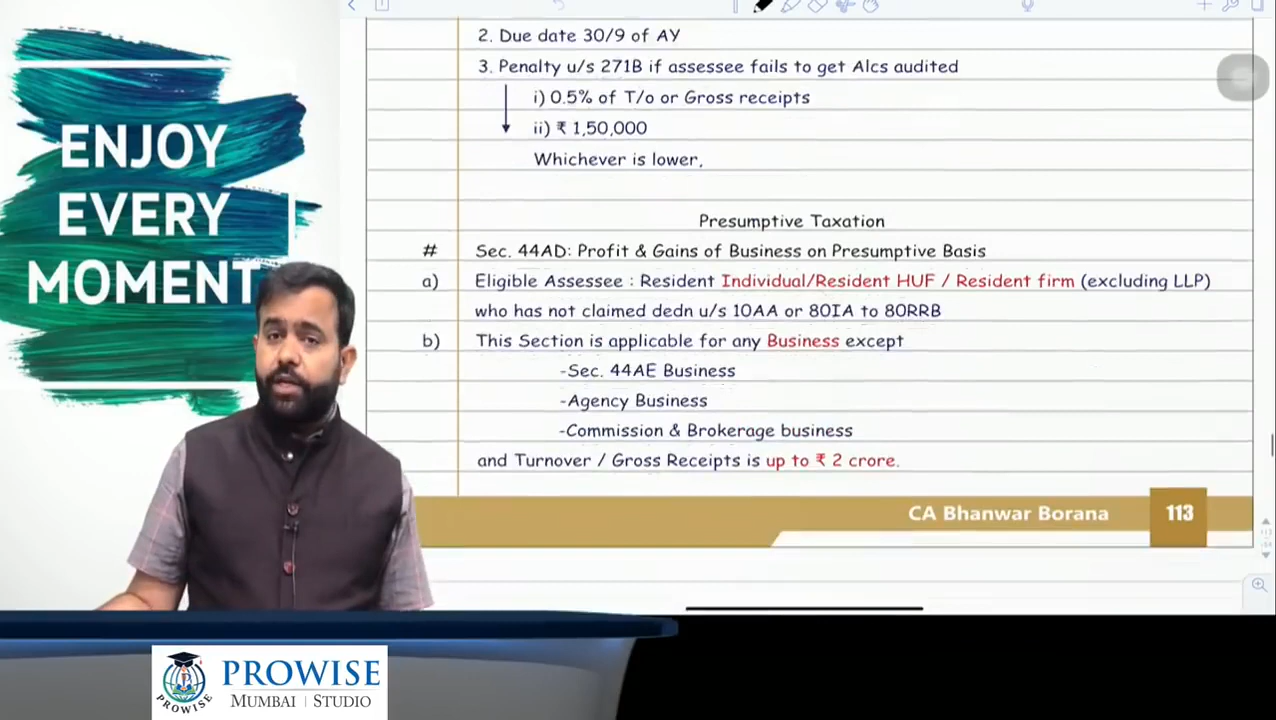 ENJOY
EVERY
MOMENT
2. Due date 30/9 of AY
3. Penalty u/s 271B if assessee fails to get Alcs audited
i) 0.5% of T/o or Gross receipts
ii) ₹ 1,50,000
Whichever is lower.
Presumptive Taxation
# Sec. 44AD: Profit & Gains of Business on Presumptive Basis
a) Eligible Assessee : Resident Individual/Resident HUF / Resident firm (excluding LLP)
who has not claimed dedn u/s 10AA or 80IA to 80RRB
b) This Section is applicable for any Business except
-Sec. 44AE Business
-Agency Business
-Commission & Brokerage business
and Turnover / Gross Receipts is up to ₹ 2 crore.
CA Bhanwar Borana 113
PROWISE
PROWISE
MUMBAI | STUDIO